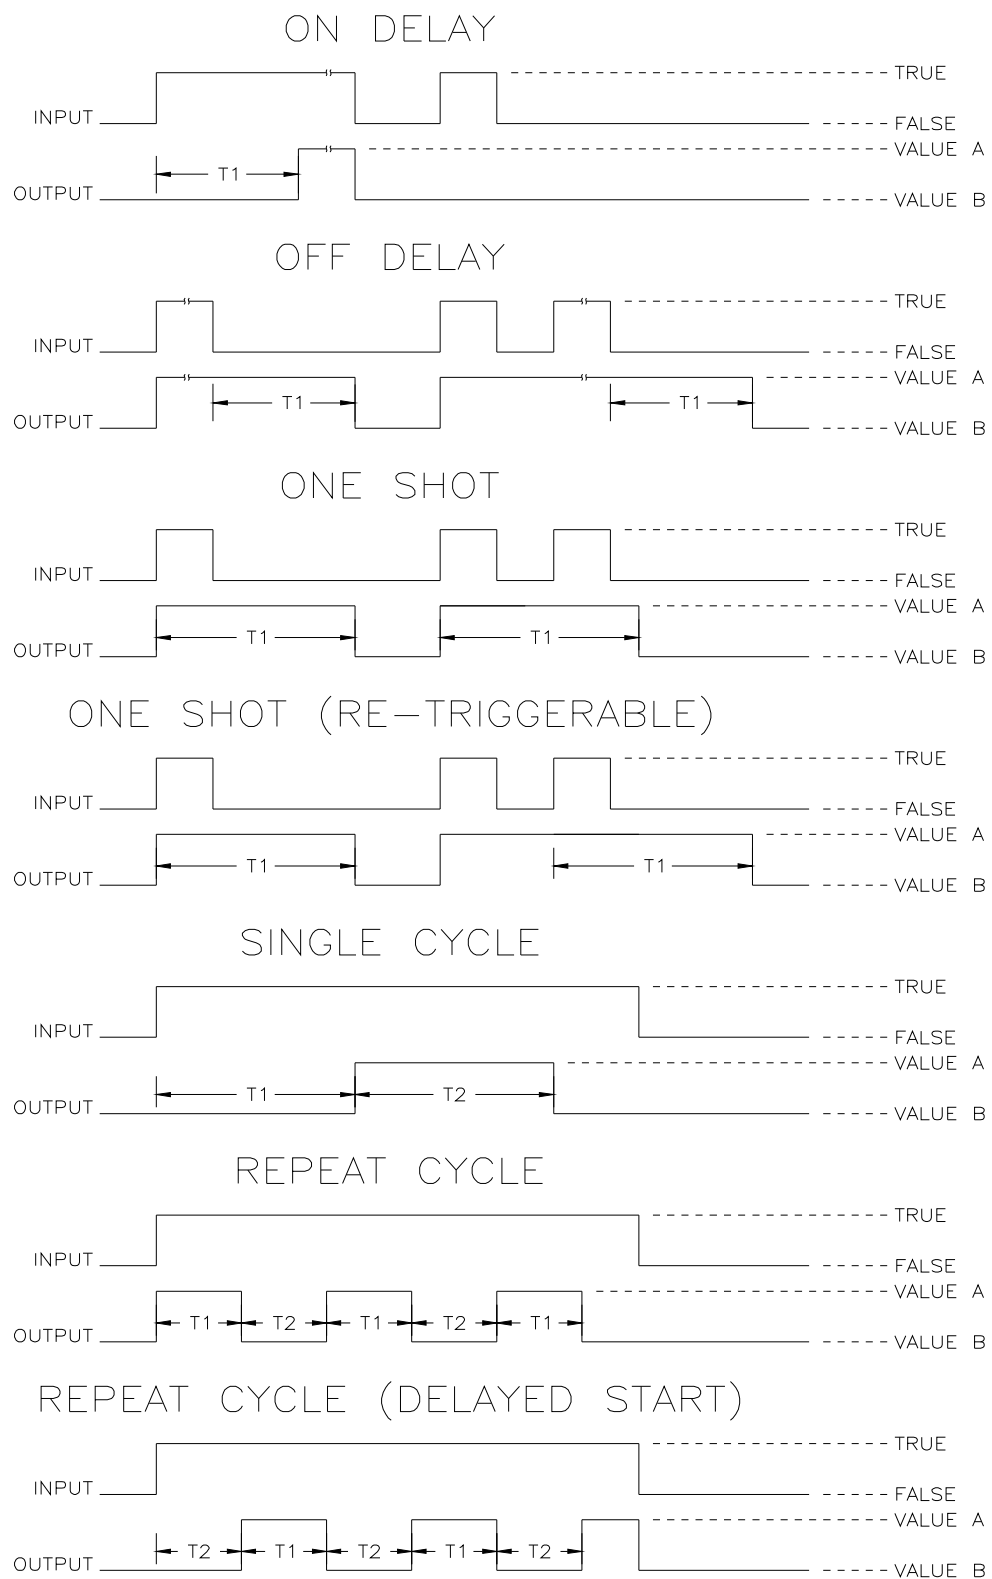 ON DELAY
TRUE
INPUT
FALSE
VALUE A
T1
OUTPUT
VALUE B
OFF DELAY
TRUE
INPUT
FALSE
VALUE A
T1 T1
OUTPUT
VALUE B
ONE SHOT
TRUE
INPUT
FALSE
VALUE A
T1 T1
OUTPUT
VALUE B
ONE SHOT (RE-TRIGGERABLE)
TRUE
INPUT
FALSE
VALUE A
T1 T1
OUTPUT
VALUE B
SINGLE CYCLE
TRUE
INPUT
FALSE
VALUE A
T1 T2
OUTPUT
VALUE B
REPEAT CYCLE
TRUE
INPUT
FALSE
VALUE A
T1 T2 T1 T2 T1
OUTPUT
VALUE B
REPEAT CYCLE (DELAYED START)
TRUE
INPUT
FALSE
VALUE A
T2 T1 T2 T1 T2
OUTPUT
VALUE B